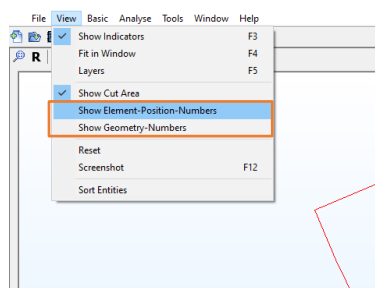 File View Basic Analyse Tools Window Help
Show Indicators F3
Fit in Window F4
R
Layers F5
Show Cut Area
Show Element-Position-Numbers
Show Geometry-Numbers
Reset
Screenshot F12
Sort Entities